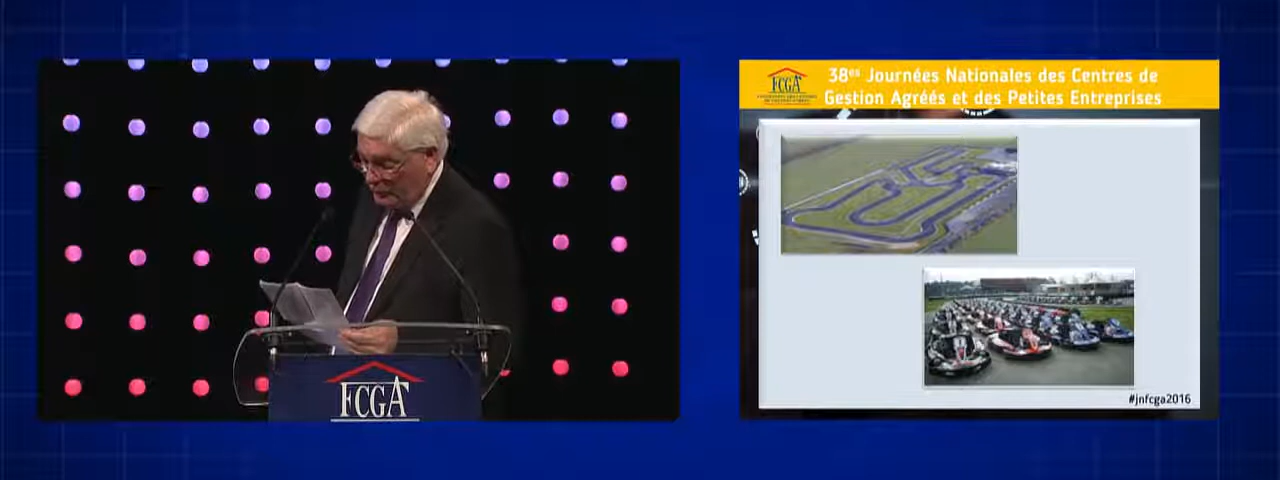 FCGA
FCGA
38es Journées Nationales des Centres de
Gestion Agréés et des Petites Entreprises
#jnfcga2016